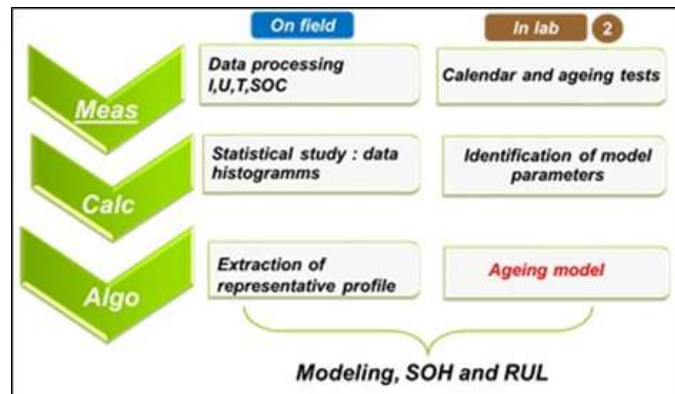 On field
In lab 2
Meas
Data processing
I,U,T,SOC
Calendar and ageing tests
Calc
Statistical study : data
histogramms
Identification of model
parameters
Algo
Extraction of
representative profile
Ageing model
Modeling, SOH and RUL